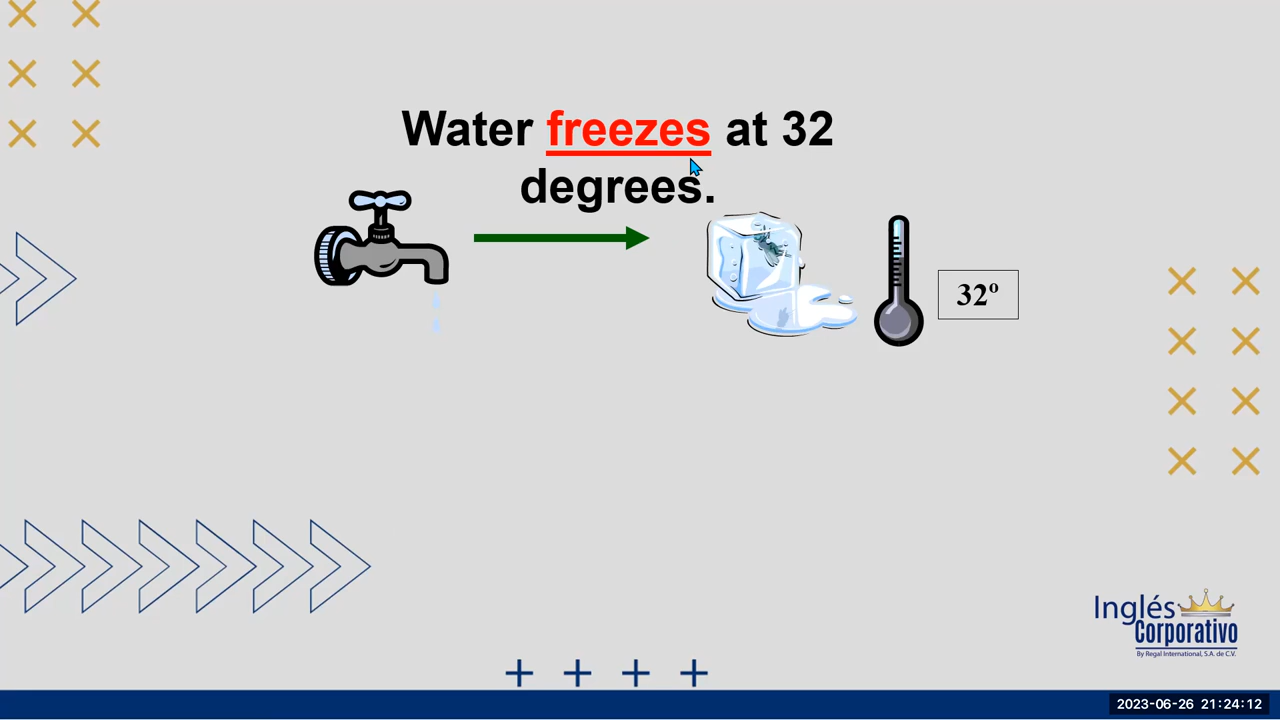 Water freezes at 32
degrees.
32º
Inglés
Corporativo
By Regal International, S.A. de C.V.
2023-06-26 21:24:12